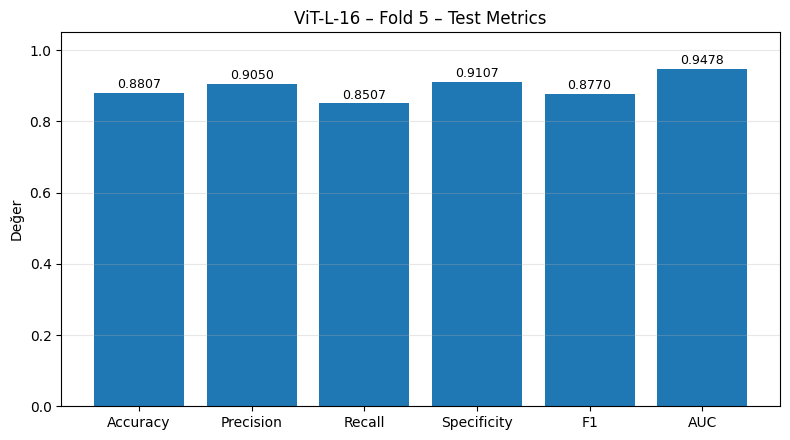 ViT-L-16 – Fold 5 – Test Metrics
Değer
1.0
0.8
0.6
0.4
0.2
0.0
0.8807
0.9050
0.8507
0.9107
0.8770
0.9478
Accuracy
Precision
Recall
Specificity
F1
AUC